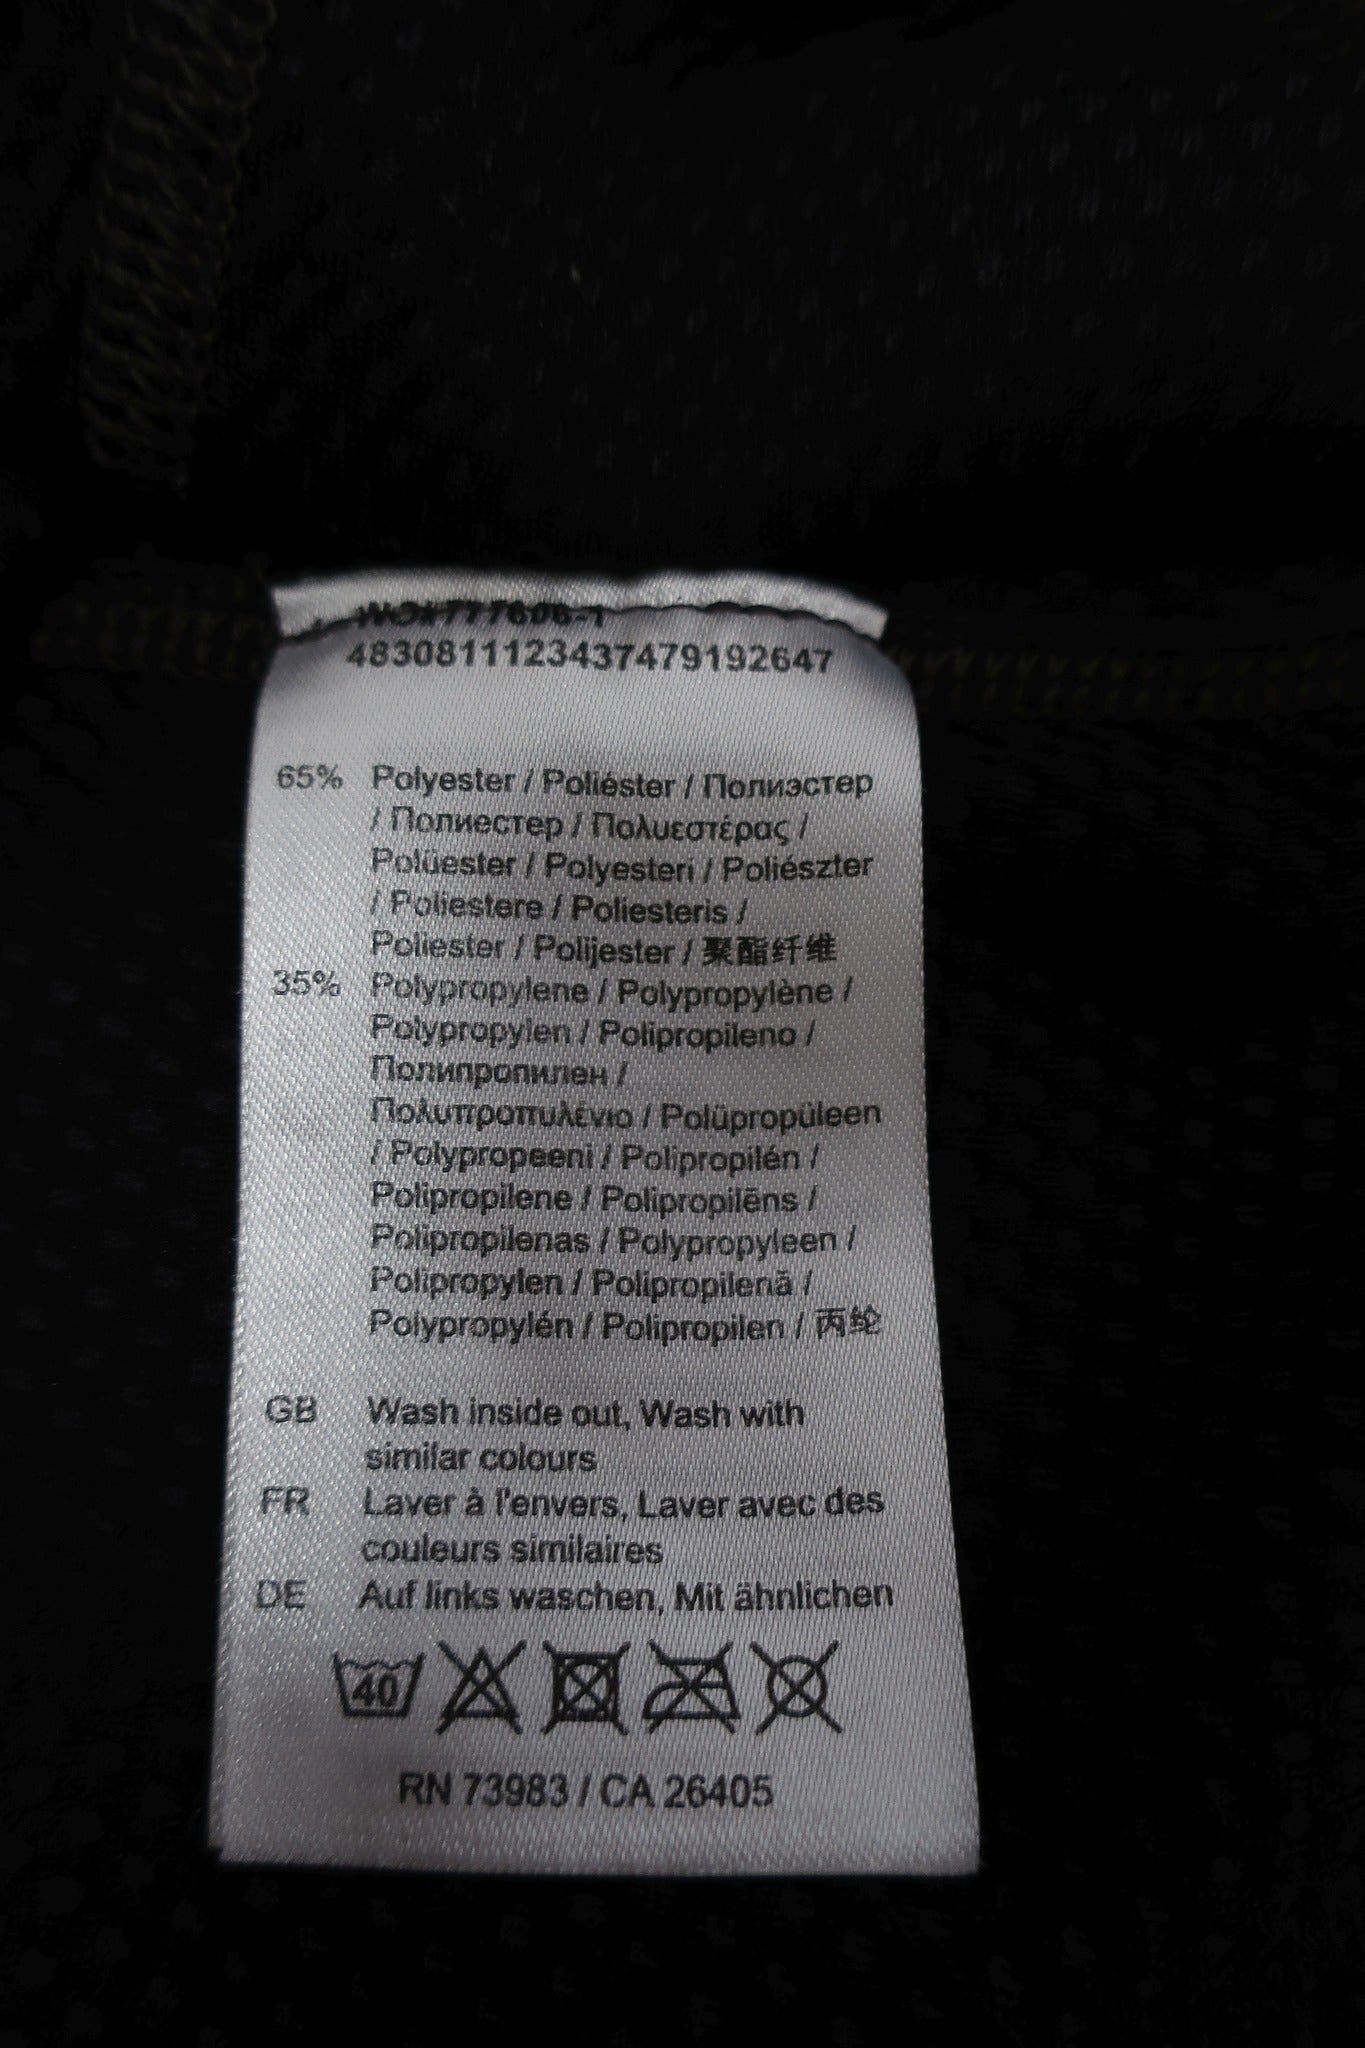 483081112343747919 2647
65% Polyester / Poliéster / Полиэстер
/ Полиестер / Πολυεστέρας /
Polüester / Polyesteri / Poliészter
/ Poliestere / Poliesteris /
Poliester / Polijester / 聚酯纤维
35% Polypropylene / Polypropylène /
Polypropylen / Polipropileno /
Полипропилен /
Πολυπροπυλένιο / Polüpropüleen
/ Polypropeeni / Polipropilén /
Polipropilene / Polipropilēns /
Polipropilenas / Polypropyleen /
Polipropylen / Polipropilenă /
Polypropylén / Polipropilen / 丙纶
GB Wash inside out, Wash with
similar colours
FR Laver à l'envers, Laver avec des
couleurs similaires
DE Auf links waschen, Mit ähnlichen
40
RN 73983 / CA 26405